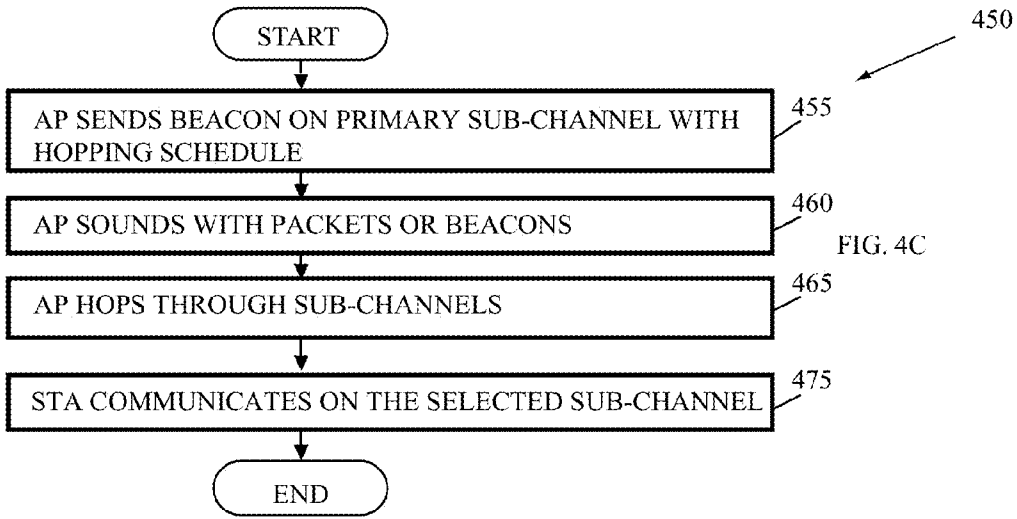 450
START
AP SENDS BEACON ON PRIMARY SUB-CHANNEL WITH
HOPPING SCHEDULE
455
AP SOUNDS WITH PACKETS OR BEACONS
460
FIG. 4C
AP HOPS THROUGH SUB-CHANNELS
465
STA COMMUNICATES ON THE SELECTED SUB-CHANNEL
475
END